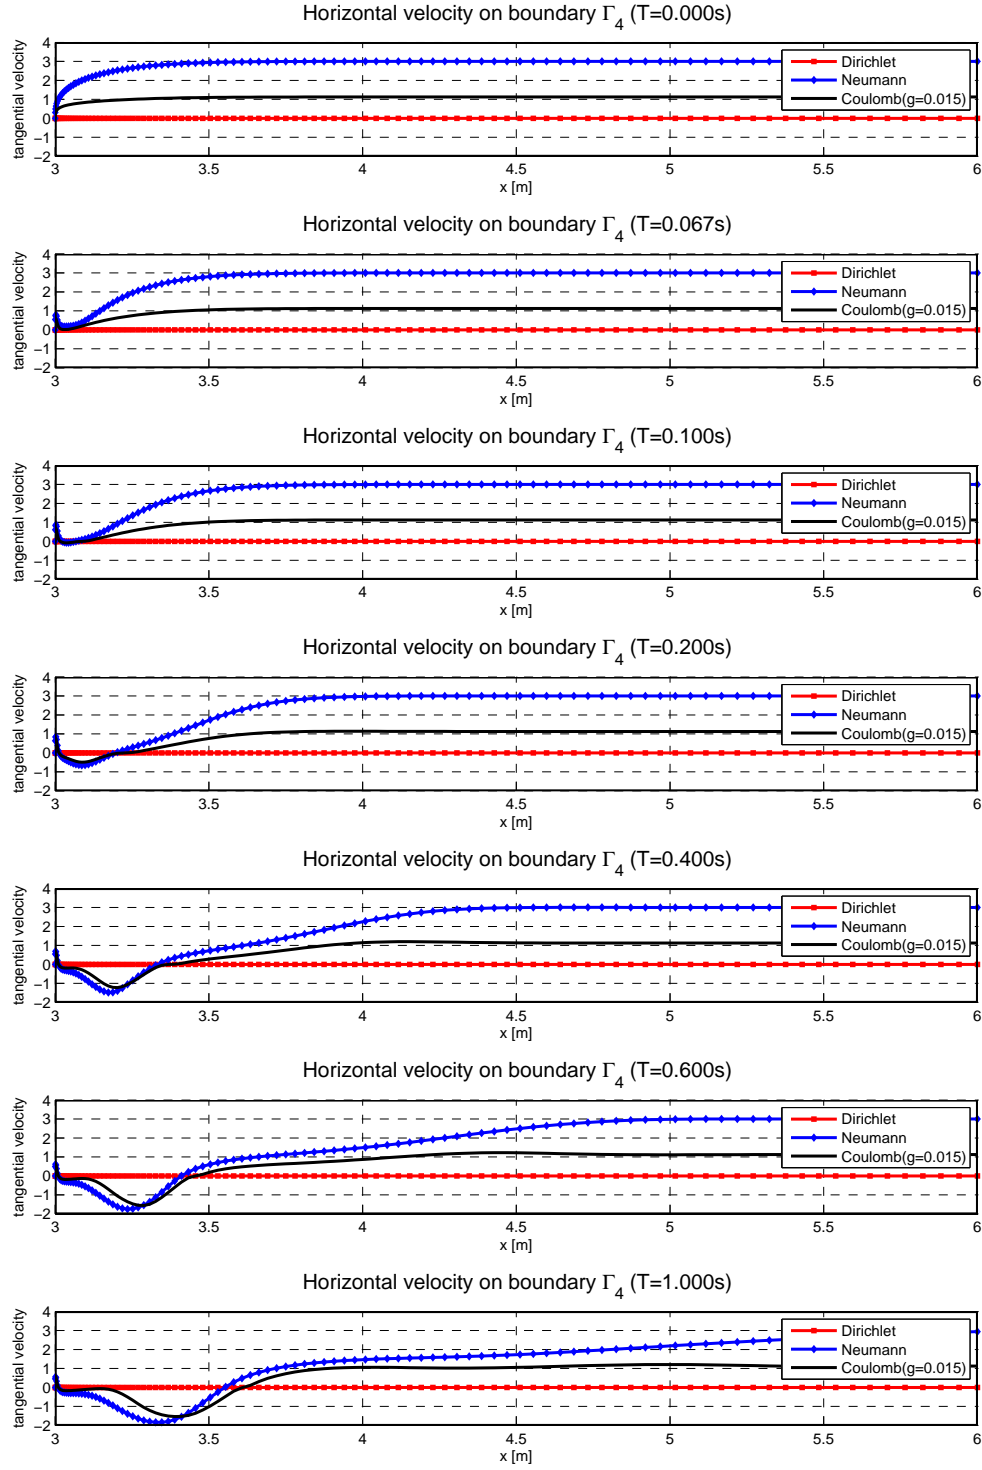 Horizontal velocity on boundary Γ4 (T=0.000s)
tangential velocity
4
3
2
1
0
−1
−2
Dirichlet
Neumann
Coulomb(g=0.015)
3 3.5 4 4.5 5 5.5 6
x [m]
Horizontal velocity on boundary Γ4 (T=0.067s)
tangential velocity
4
3
2
1
0
−1
−2
Dirichlet
Neumann
Coulomb(g=0.015)
3 3.5 4 4.5 5 5.5 6
x [m]
Horizontal velocity on boundary Γ4 (T=0.100s)
tangential velocity
4
3
2
1
0
−1
−2
Dirichlet
Neumann
Coulomb(g=0.015)
3 3.5 4 4.5 5 5.5 6
x [m]
Horizontal velocity on boundary Γ4 (T=0.200s)
tangential velocity
4
3
2
1
0
−1
−2
Dirichlet
Neumann
Coulomb(g=0.015)
3 3.5 4 4.5 5 5.5 6
x [m]
Horizontal velocity on boundary Γ4 (T=0.400s)
tangential velocity
4
3
2
1
0
−1
−2
Dirichlet
Neumann
Coulomb(g=0.015)
3 3.5 4 4.5 5 5.5 6
x [m]
Horizontal velocity on boundary Γ4 (T=0.600s)
tangential velocity
4
3
2
1
0
−1
−2
Dirichlet
Neumann
Coulomb(g=0.015)
3 3.5 4 4.5 5 5.5 6
x [m]
Horizontal velocity on boundary Γ4 (T=1.000s)
tangential velocity
4
3
2
1
0
−1
−2
Dirichlet
Neumann
Coulomb(g=0.015)
3 3.5 4 4.5 5 5.5 6
x [m]